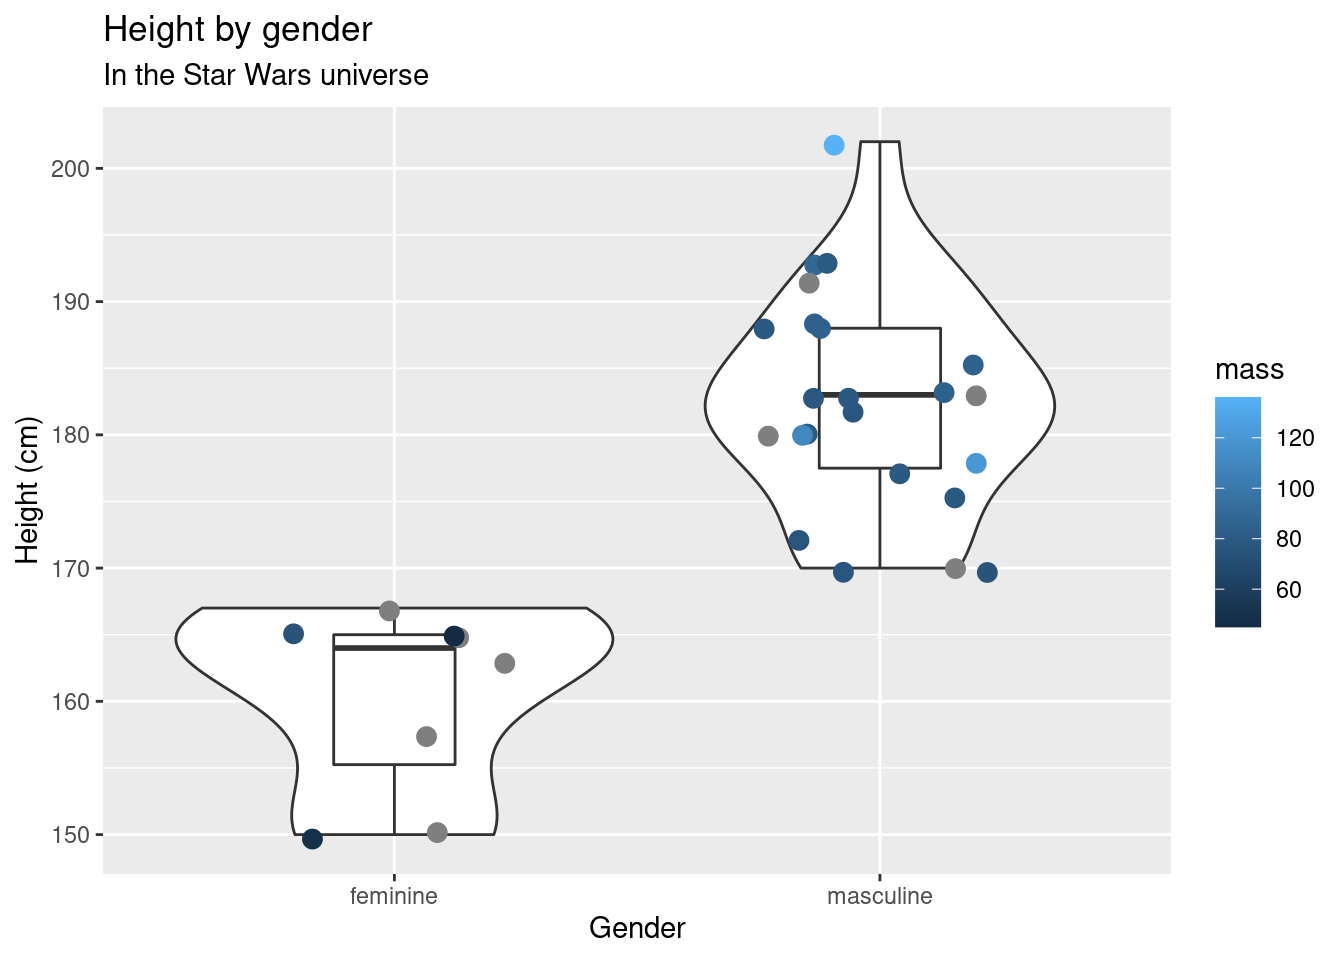 Height by gender
In the Star Wars universe
200
190
180
170
160
150
Height (cm)
feminine
masculine
Gender
mass
120
100
80
60